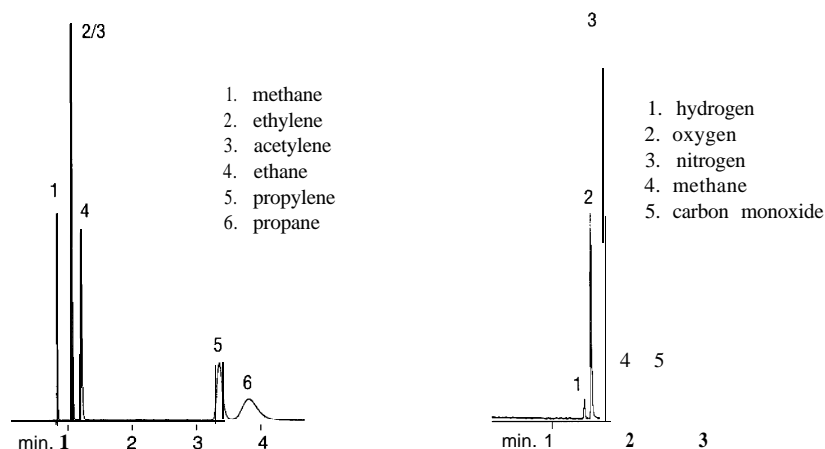 2/3
1
4
1. methane
2. ethylene
3. acetylene
4. ethane
5. propylene
6. propane
5
6
min. 1 2 3 4
3
2
1
4 5
1. hydrogen
2. oxygen
3. nitrogen
4. methane
5. carbon monoxide
min. 1 2 3